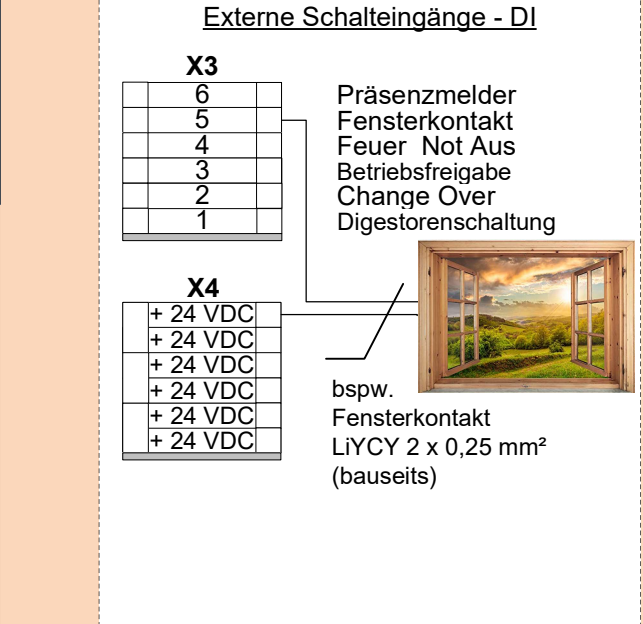 Externe Schalteingänge - DI
X3
6 Präsenzmelder
5 Fensterkontakt
4 Feuer Not Aus
3 Betriebsfreigabe
2 Change Over
1 Digestorenschaltung
X4
+ 24 VDC
+ 24 VDC
+ 24 VDC
+ 24 VDC
+ 24 VDC
+ 24 VDC
bspw.
Fensterkontakt
LiYCY 2 x 0,25 mm²
(bauseits)